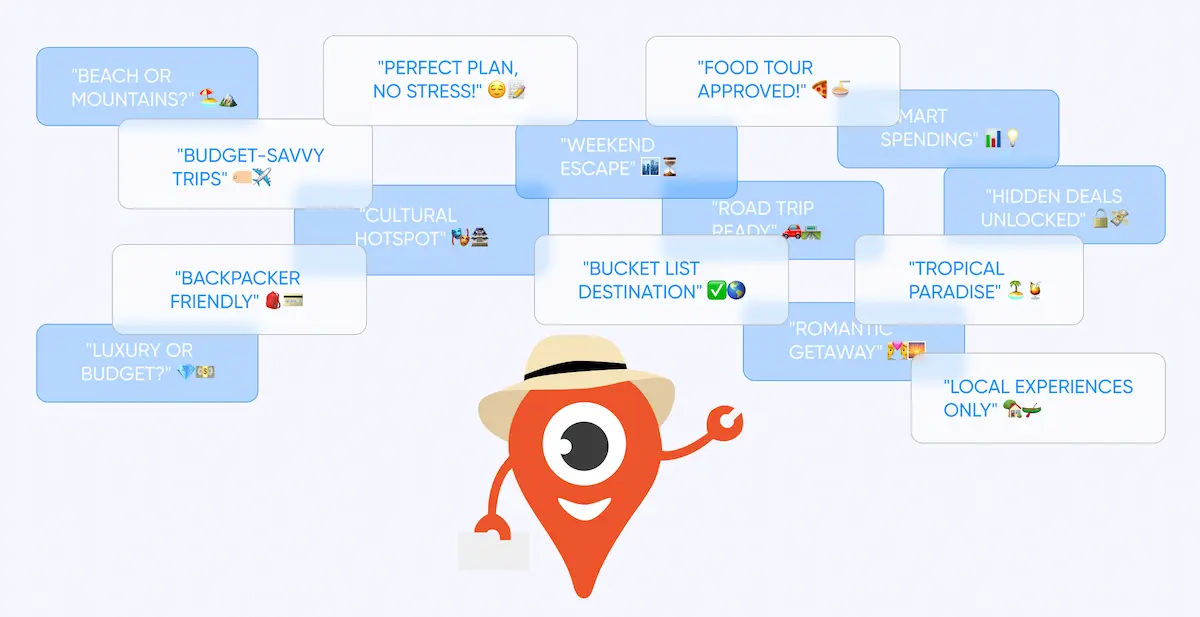 "BEACH OR
MOUNTAINS?" 🏖️⛰️
"PERFECT PLAN,
NO STRESS!" 😌📝
"FOOD TOUR
APPROVED!" 🍕🍜
MART
SPENDING" 📊💡
"BUDGET-SAVVY
TRIPS" 🏷️✈️
"WEEKEND
ESCAPE" 🏙️⏳
"CULTURAL
HOTSPOT" 🎭🏯
"ROAD TRIP
READY" 🚗🛣️
"HIDDEN DEALS
UNLOCKED" 🔓💸
"BACKPACKER
FRIENDLY" 🎒💳
"BUCKET LIST
DESTINATION" ✅🌎
"TROPICAL
PARADISE" 🏝️🍹
"LUXURY OR
BUDGET?" 💎💵
"ROMANTIC
GETAWAY" 💑🌅
"LOCAL EXPERIENCES
ONLY" 🏡🛶